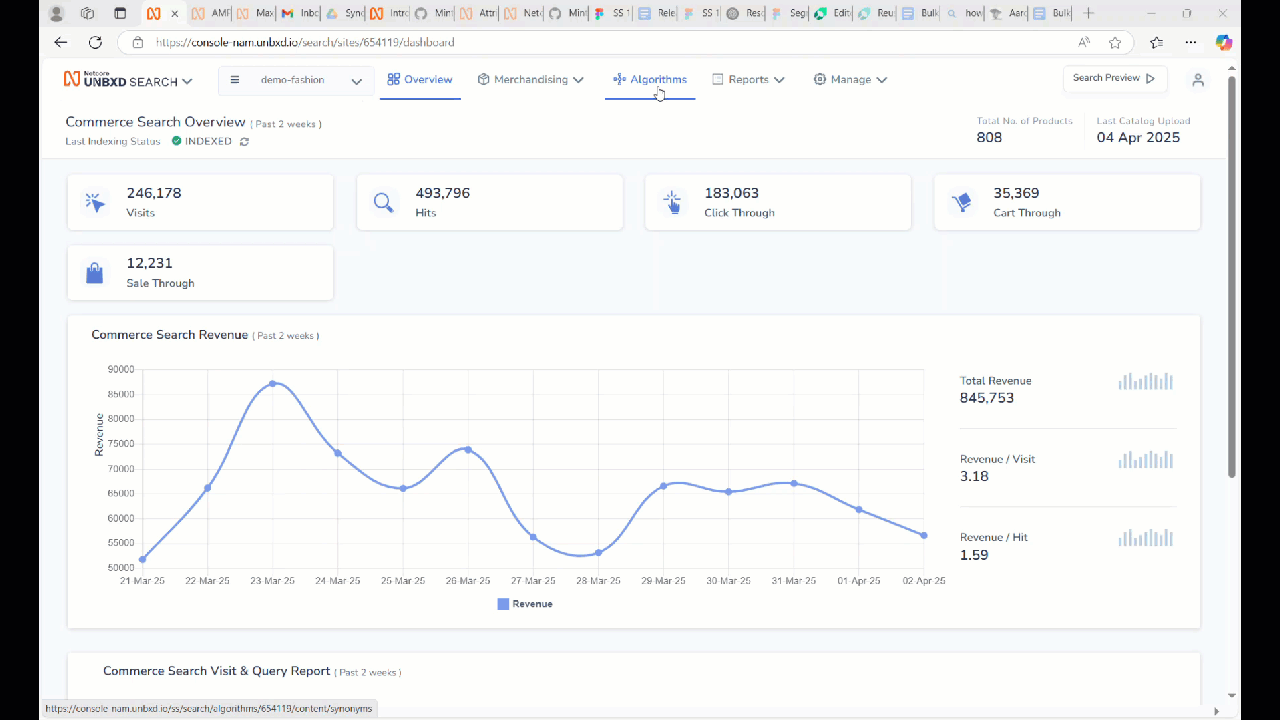 AMP
Max
Inbo
Sync
Intro
Mint
Attr
Netc
Mint
SS 1
Rele
SS 1
Res
Seg
Edit
Reu
Bulk
how
Aar
Bulk
https://console-nam.unbxd.io/search/sites/654119/dashboard
Netcore
UNBXD SEARCH
demo-fashion
Overview
Merchandising
Algorithms
Reports
Manage
Search Preview
Commerce Search Overview ( Past 2 weeks )
Last Indexing Status INDEXED
Total No. of Products
808
Last Catalog Upload
04 Apr 2025
246,178
Visits
493,796
Hits
183,063
Click Through
35,369
Cart Through
12,231
Sale Through
Commerce Search Revenue ( Past 2 weeks )
90000
85000
80000
75000
70000
65000
60000
55000
50000
Revenue
21 Mar 25
22 Mar 25
23 Mar 25
24 Mar 25
25 Mar 25
26 Mar 25
27 Mar 25
28 Mar 25
29 Mar 25
30 Mar 25
31 Mar 25
01 Apr 25
02 Apr 25
Revenue
Total Revenue
845,753
Revenue / Visit
3.18
Revenue / Hit
1.59
Commerce Search Visit & Query Report ( Past 2 weeks )
https://console-nam.unbxd.io/ss/search/algorithms/654119/content/synonyms